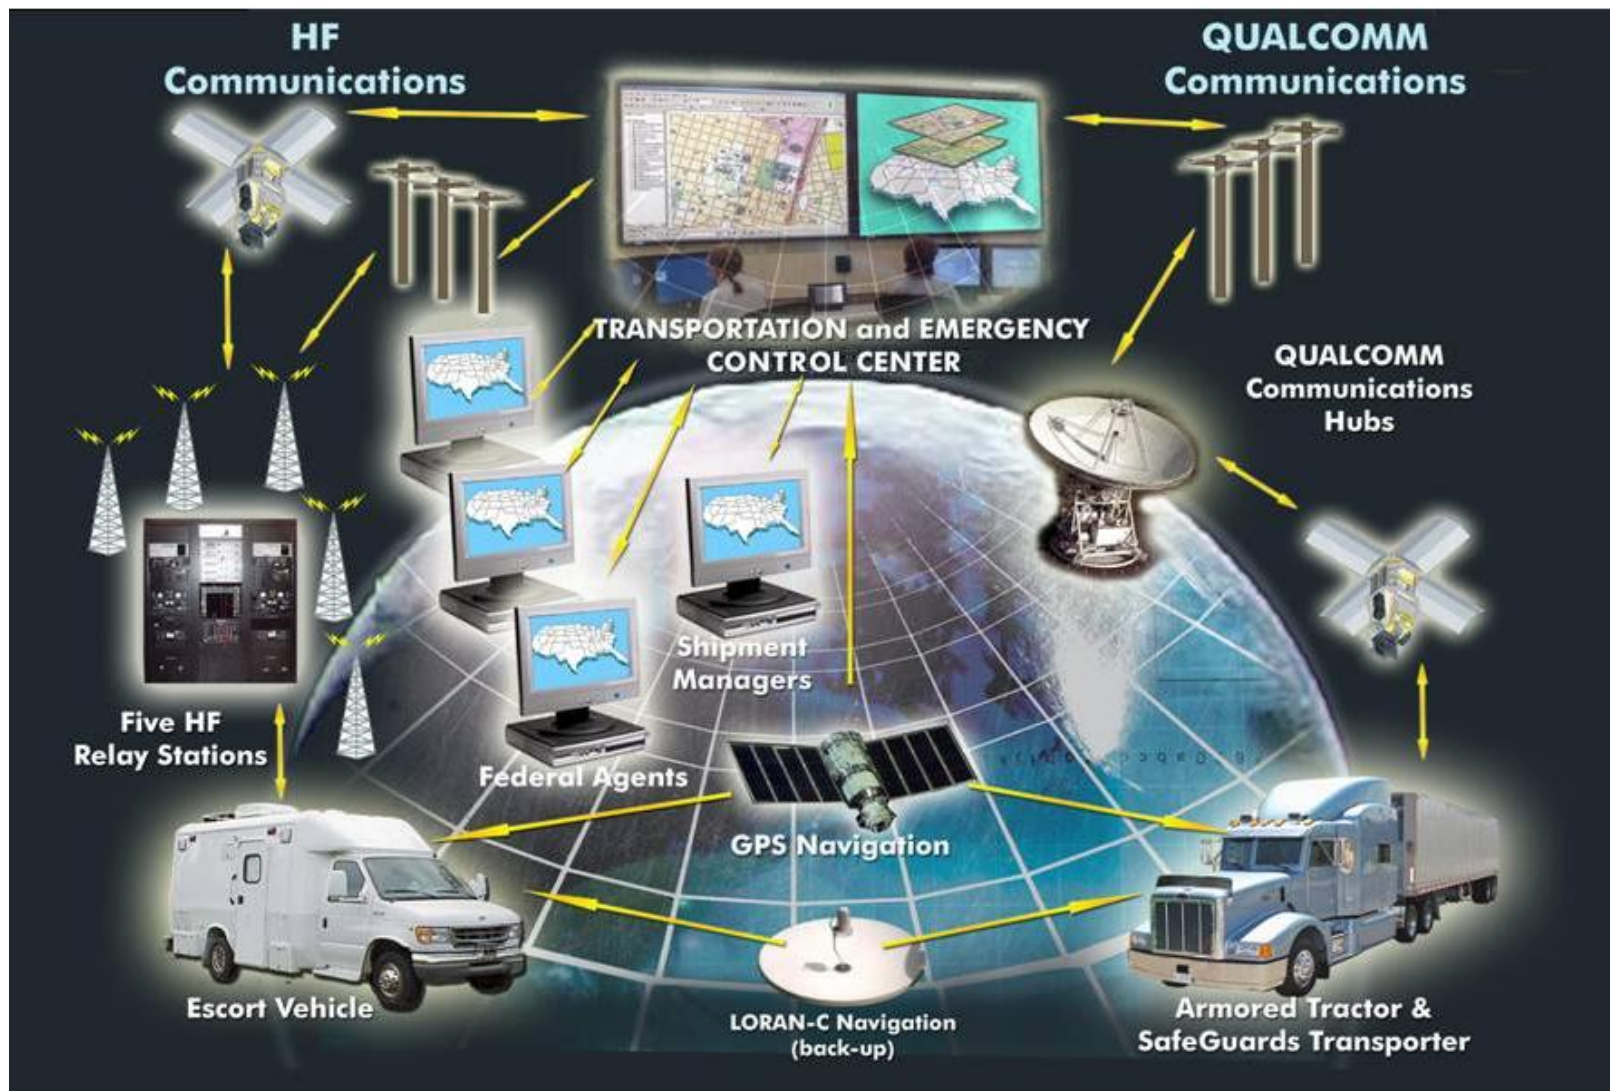 HF
Communications
QUALCOMM
Communications
TRANSPORTATION and EMERGENCY
CONTROL CENTER
QUALCOMM
Communications
Hubs
Shipment
Managers
Five HF
Relay Stations
Federal Agents
GPS Navigation
Escort Vehicle
LORAN-C Navigation
(back-up)
Armored Tractor &
SafeGuards Transporter